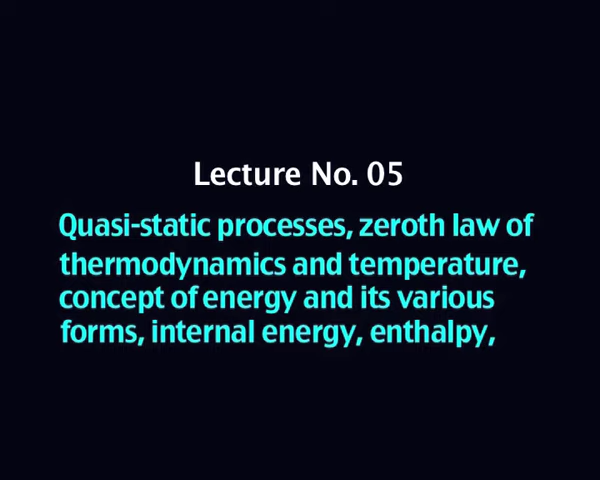 Lecture No. 05
Quasi-static processes, zeroth law of
thermodynamics and temperature,
concept of energy and its various
forms, internal energy, enthalpy,